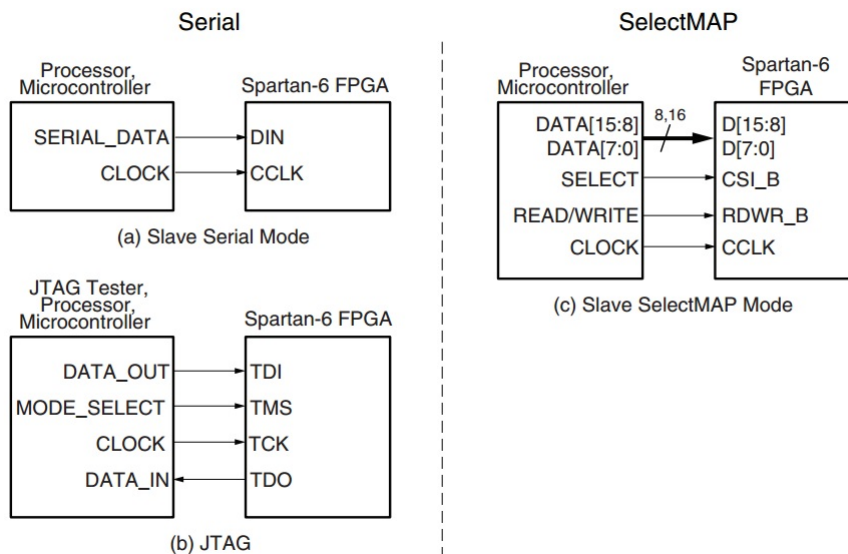 Serial
Processor,
Microcontroller
Spartan-6 FPGA
SERIAL_DATA
DIN
CLOCK
CCLK
(a) Slave Serial Mode
JTAG Tester,
Processor,
Microcontroller
Spartan-6 FPGA
DATA_OUT
TDI
MODE_SELECT
TMS
CLOCK
TCK
DATA_IN
TDO
(b) JTAG
SelectMAP
Processor,
Microcontroller
Spartan-6
FPGA
8,16
DATA[15:8]
D[15:8]
DATA[7:0]
D[7:0]
SELECT
CSI_B
READ/WRITE
RDWR_B
CLOCK
CCLK
(c) Slave SelectMAP Mode